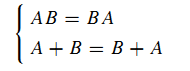 AB = BA
A + B = B + A